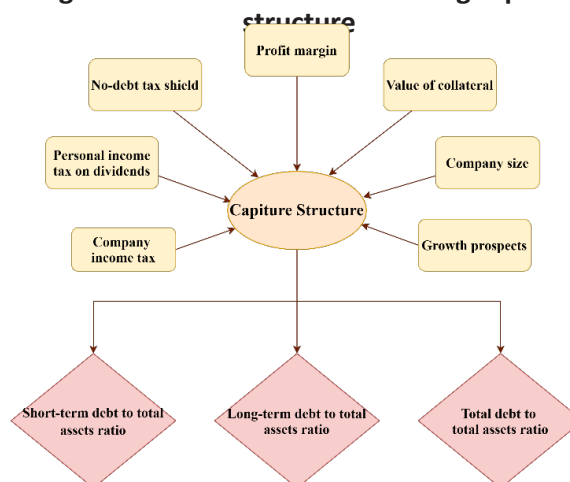 structure
Profit margin
No-debt tax shield
Value of collateral
Personal income
tax on dividends
Company size
Capiture Structure
Company
income tax
Growth prospects
Short-term debt to total
assets ratio
Long-term debt to total
assets ratio
Total debt to
total assets ratio